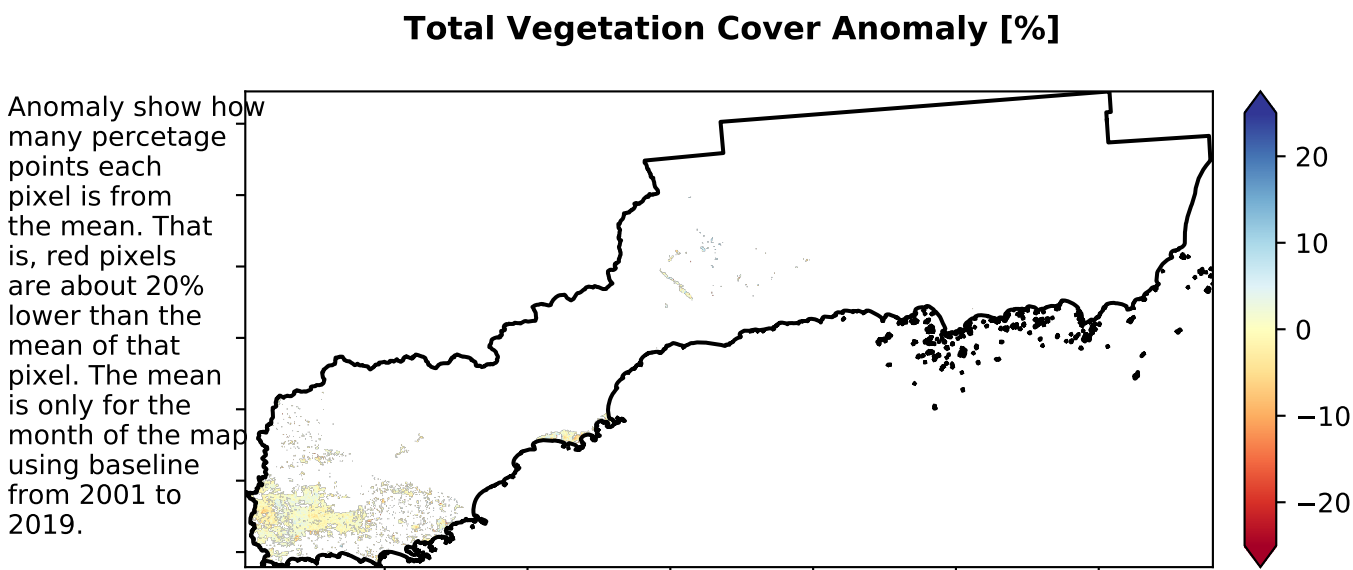 Total Vegetation Cover Anomaly [%]
Anomaly show how
many percetage
points each
pixel is from
the mean. That
is, red pixels
are about 20%
lower than the
mean of that
pixel. The mean
is only for the
month of the map
using baseline
from 2001 to
2019.
20
10
0
−10
−20